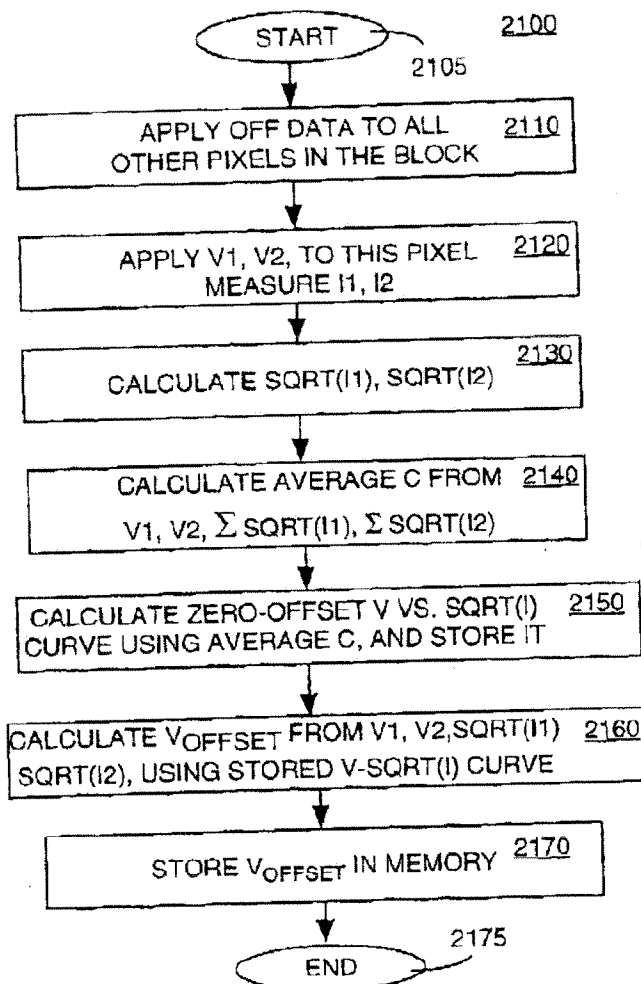 START
2100
2105
APPLY OFF DATA TO ALL 2110
OTHER PIXELS IN THE BLOCK
APPLY V1, V2, TO THIS PIXEL 2120
MEASURE I1, I2
2130
CALCULATE SQRT(I1), SQRT(I2)
CALCULATE AVERAGE C FROM 2140
V1, V2, Σ SQRT(I1), Σ SQRT(I2)
CALCULATE ZERO-OFFSET V VS. SQRT(I) 2150
CURVE USING AVERAGE C, AND STORE IT
CALCULATE VOFFSET FROM V1, V2,SQRT(I1) 2160
SQRT(I2), USING STORED V-SQRT(I) CURVE
STORE VOFFSET IN MEMORY 2170
END
2175